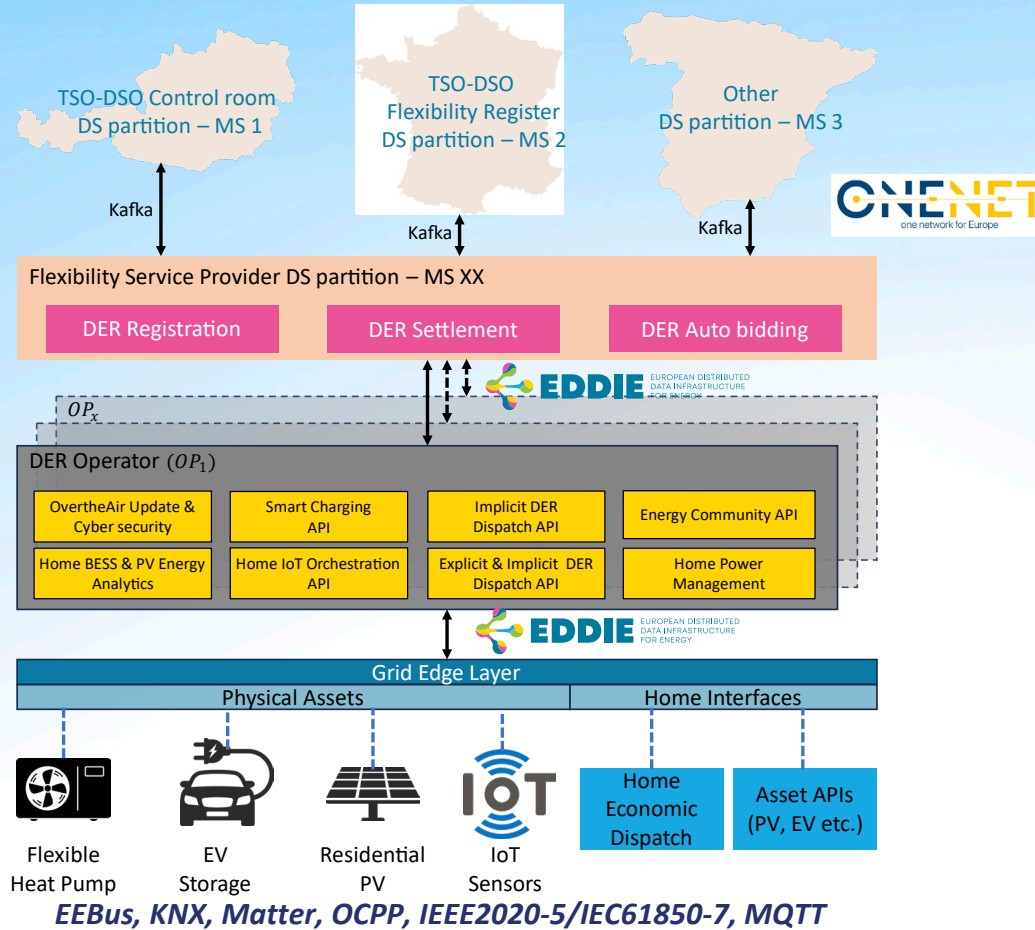 TSO-DSO Control room
DS partition – MS 1
TSO-DSO
Flexibility Register
DS partition – MS 2
Other
DS partition – MS 3
Kafka
Kafka
Kafka
ONENET
one network for Europe
Flexibility Service Provider DS partition – MS XX
DER Registration
DER Settlement
DER Auto bidding
EDDIE
EUROPEAN DISTRIBUTED
DATA INFRASTRUCTURE
FOR ENERGY
OPₓ
DER Operator (OP₁)
OvertheAir Update &
Cyber security
Smart Charging
API
Implicit DER
Dispatch API
Energy Community API
Home BESS & PV Energy
Analytics
Home IoT Orchestration
API
Explicit & Implicit DER
Dispatch API
Home Power
Management
EDDIE
EUROPEAN DISTRIBUTED
DATA INFRASTRUCTURE
FOR ENERGY
Grid Edge Layer
Physical Assets
Home Interfaces
IoT
Home
Economic
Dispatch
Asset APIs
(PV, EV etc.)
Flexible
Heat Pump
EV
Storage
Residential
PV
IoT
Sensors
EEBus, KNX, Matter, OCPP, IEEE2020-5/IEC61850-7, MQTT